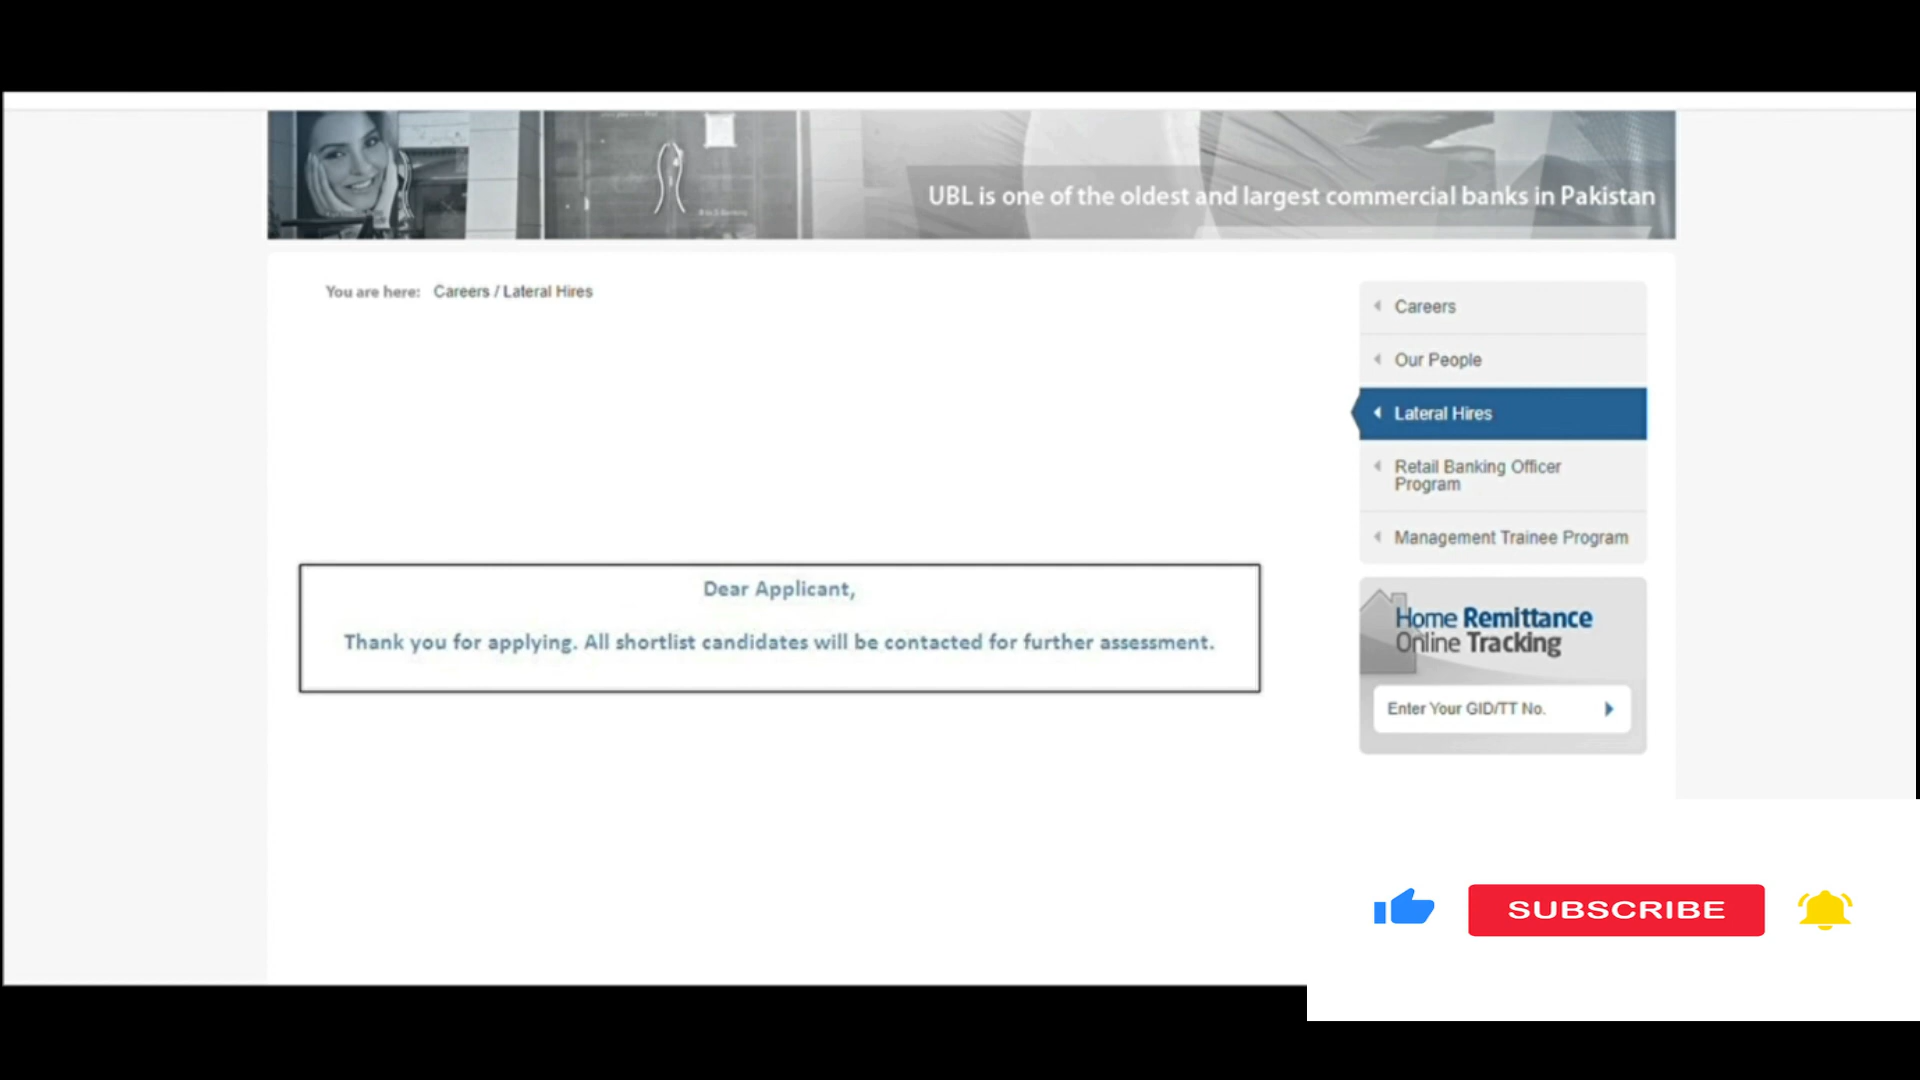 UBL is one of the oldest and largest commercial banks in Pakistan
You are here: Careers / Lateral Hires
Careers
Our People
Lateral Hires
Retail Banking Officer
Program
Management Trainee Program
Dear Applicant,
Thank you for applying. All shortlist candidates will be contacted for further assessment.
Home Remittance
Online Tracking
Enter Your GID/TT No.
SUBSCRIBE